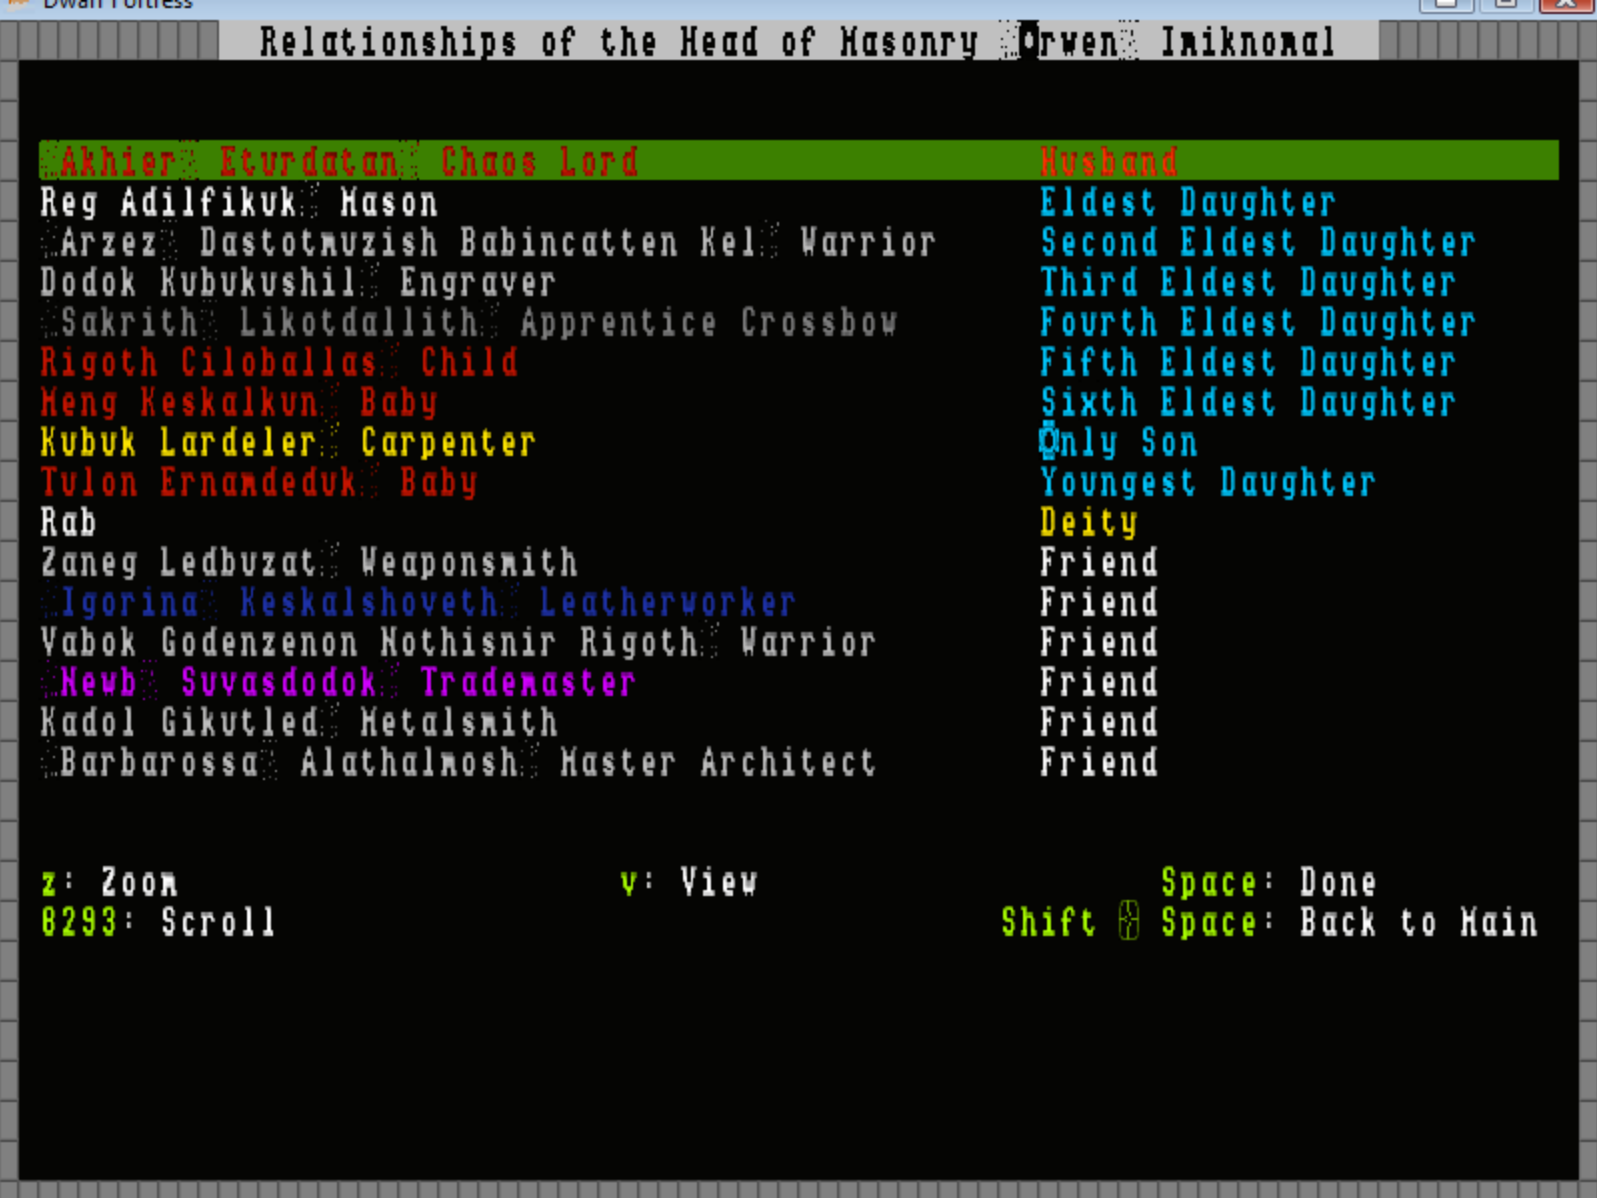 Dwarf Fortress
Relationships of the Head of Masonry Orwen Imiknomal
Akhier Eturdatan Chaos Lord Husband
Reg Adilfikuk Mason Eldest Daughter
Arzez Dastotmuzish Babincatten Kel Warrior Second Eldest Daughter
Dodok Kubukushil Engraver Third Eldest Daughter
Sakrith Likotdallith Apprentice Crossbow Fourth Eldest Daughter
Rigoth Ciloballas Child Fifth Eldest Daughter
Meng Keskalkun Baby Sixth Eldest Daughter
Kubuk Lardeler Carpenter Only Son
Tulon Ernamdeduk Baby Youngest Daughter
Rab Deity
Zaneg Ledbuzat Weaponsmith Friend
Igorina Keskalshoveth Leatherworker Friend
Vabok Godenzenon Nothisnir Rigoth Warrior Friend
Newb Suvasdodok Trademaster Friend
Kadol Gikutled Metalsmith Friend
Barbarossa Alathalmosh Master Architect Friend
z: Zoom v: View Space: Done
8293: Scroll Shift Space: Back to Main